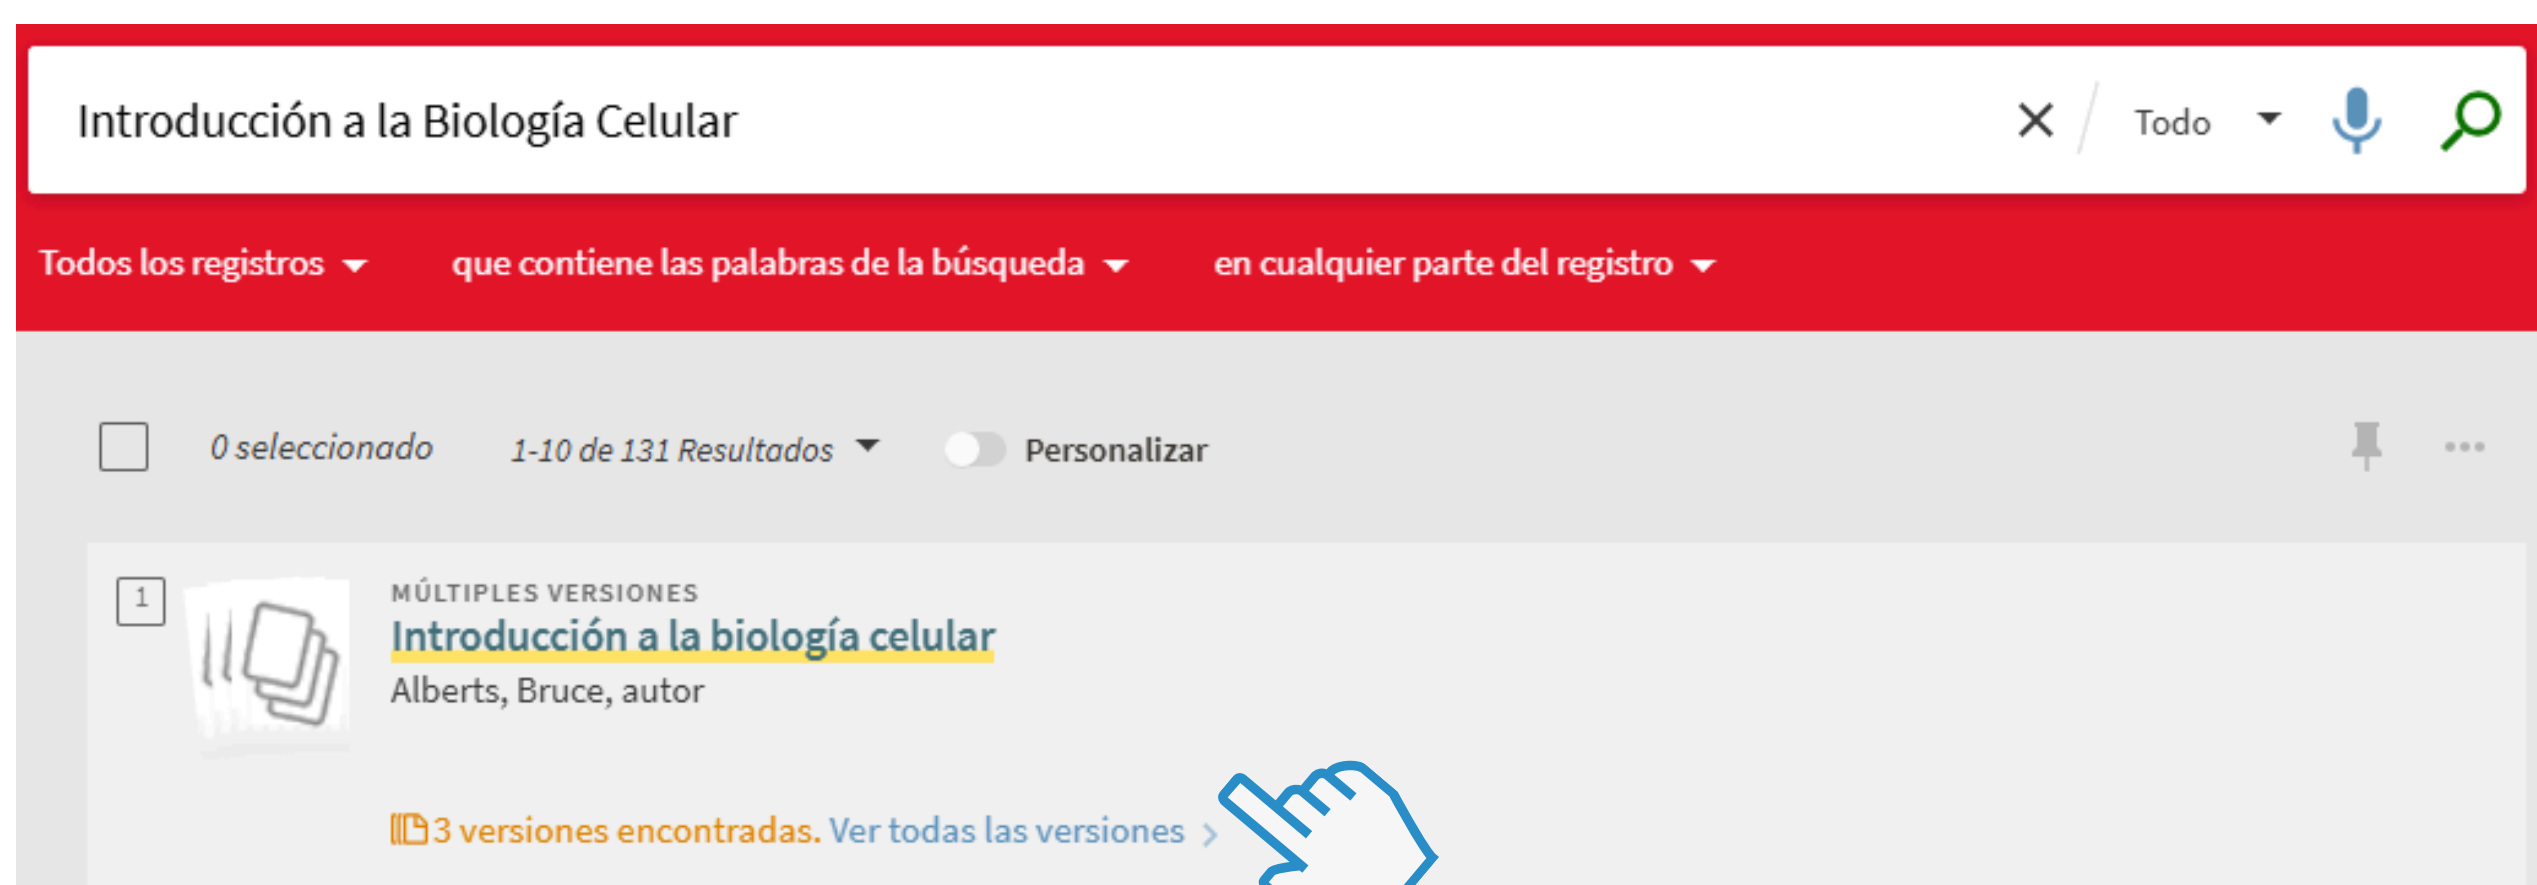 Introducción a la Biología Celular
Todo
Todos los registros
que contiene las palabras de la búsqueda
en cualquier parte del registro
0 seleccionado
1-10 de 131 Resultados
Personalizar
1
MÚLTIPLES VERSIONES
Introducción a la biología celular
Alberts, Bruce, autor
3 versiones encontradas. Ver todas las versiones >